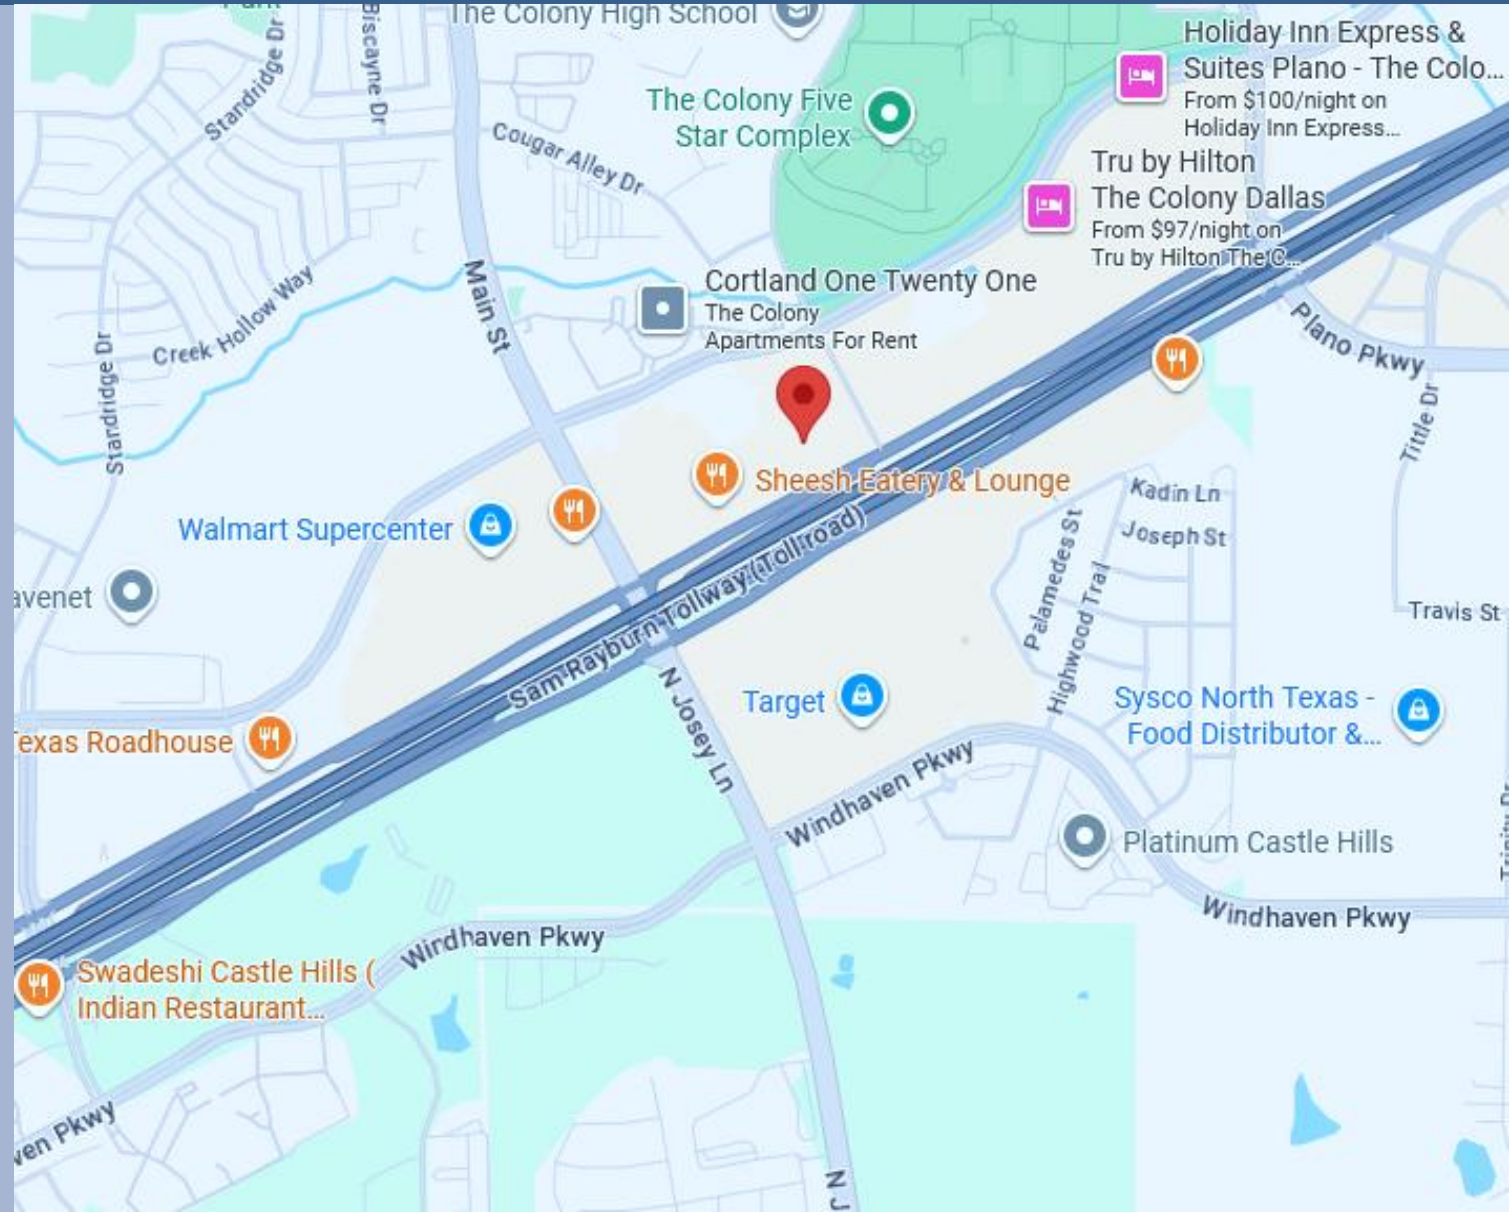 The Colony High School
Standridge Dr
Biscayne Dr
Holiday Inn Express &
Suites Plano - The Colo...
From $100/night on
Holiday Inn Express...
The Colony Five
Star Complex
Cougar Alley Dr
Tru by Hilton
The Colony Dallas
From $97/night on
Tru by Hilton The C...
Main St
Cortland One Twenty One
The Colony
Apartments For Rent
Creek Hollow Way
Standridge Dr
Plano Pkwy
Tittle Dr
Sheesh Eatery & Lounge
Kadin Ln
Joseph St
Walmart Supercenter
Sam Rayburn Tollway (Toll road)
Palamedes St
Highwood Trail
avenet
Travis St
Target
N Josey Ln
Sysco North Texas -
Food Distributor &...
Texas Roadhouse
Windhaven Pkwy
Platinum Castle Hills
Windhaven Pkwy
Windhaven Pkwy
Swadeshi Castle Hills (
Indian Restaurant...
ven Pkwy
N J